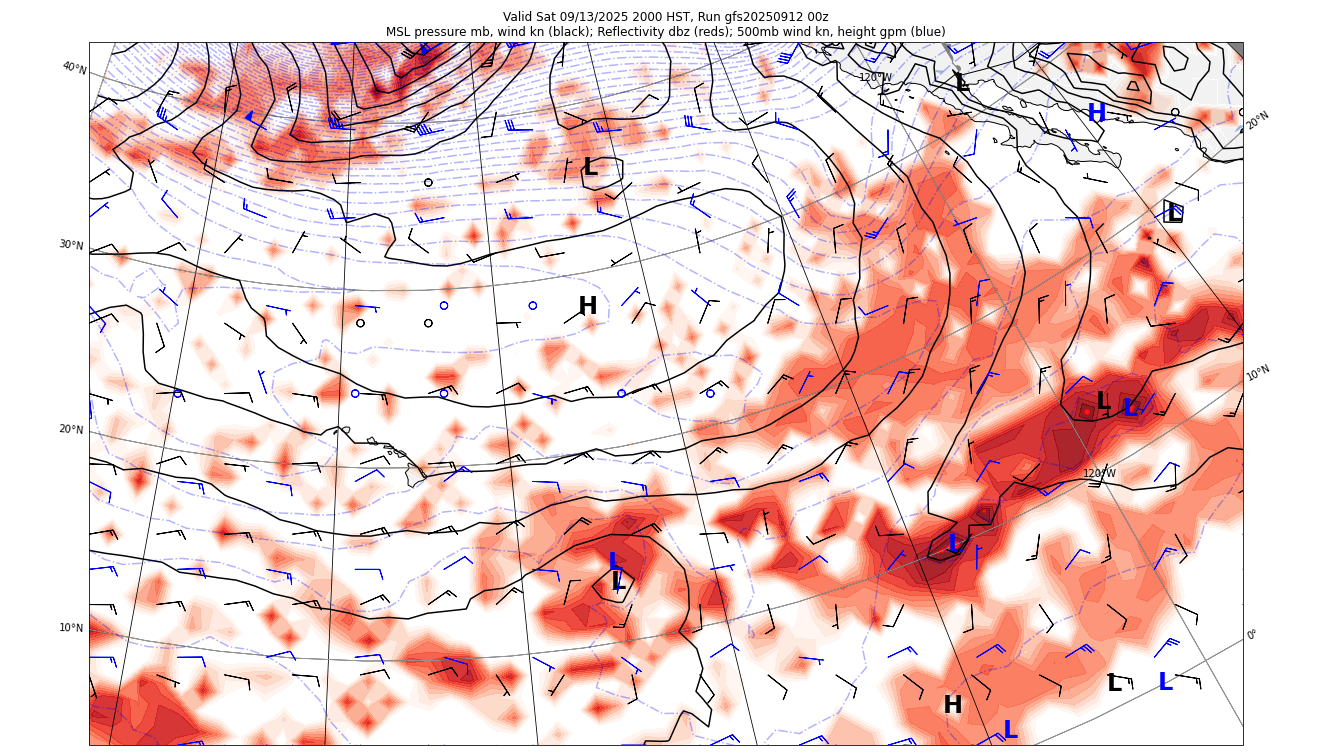 Valid Sat 09/13/2025 2000 HST, Run gfs20250912 00z
MSL pressure mb, wind kn (black); Reflectivity dbz (reds); 500mb wind kn, height gpm (blue)
40°N
120°W
L
H
20°N
L
L
30°N
H
10°N
L L
20°N
120°W
L
L
L
10°N
0°
L L
H
L